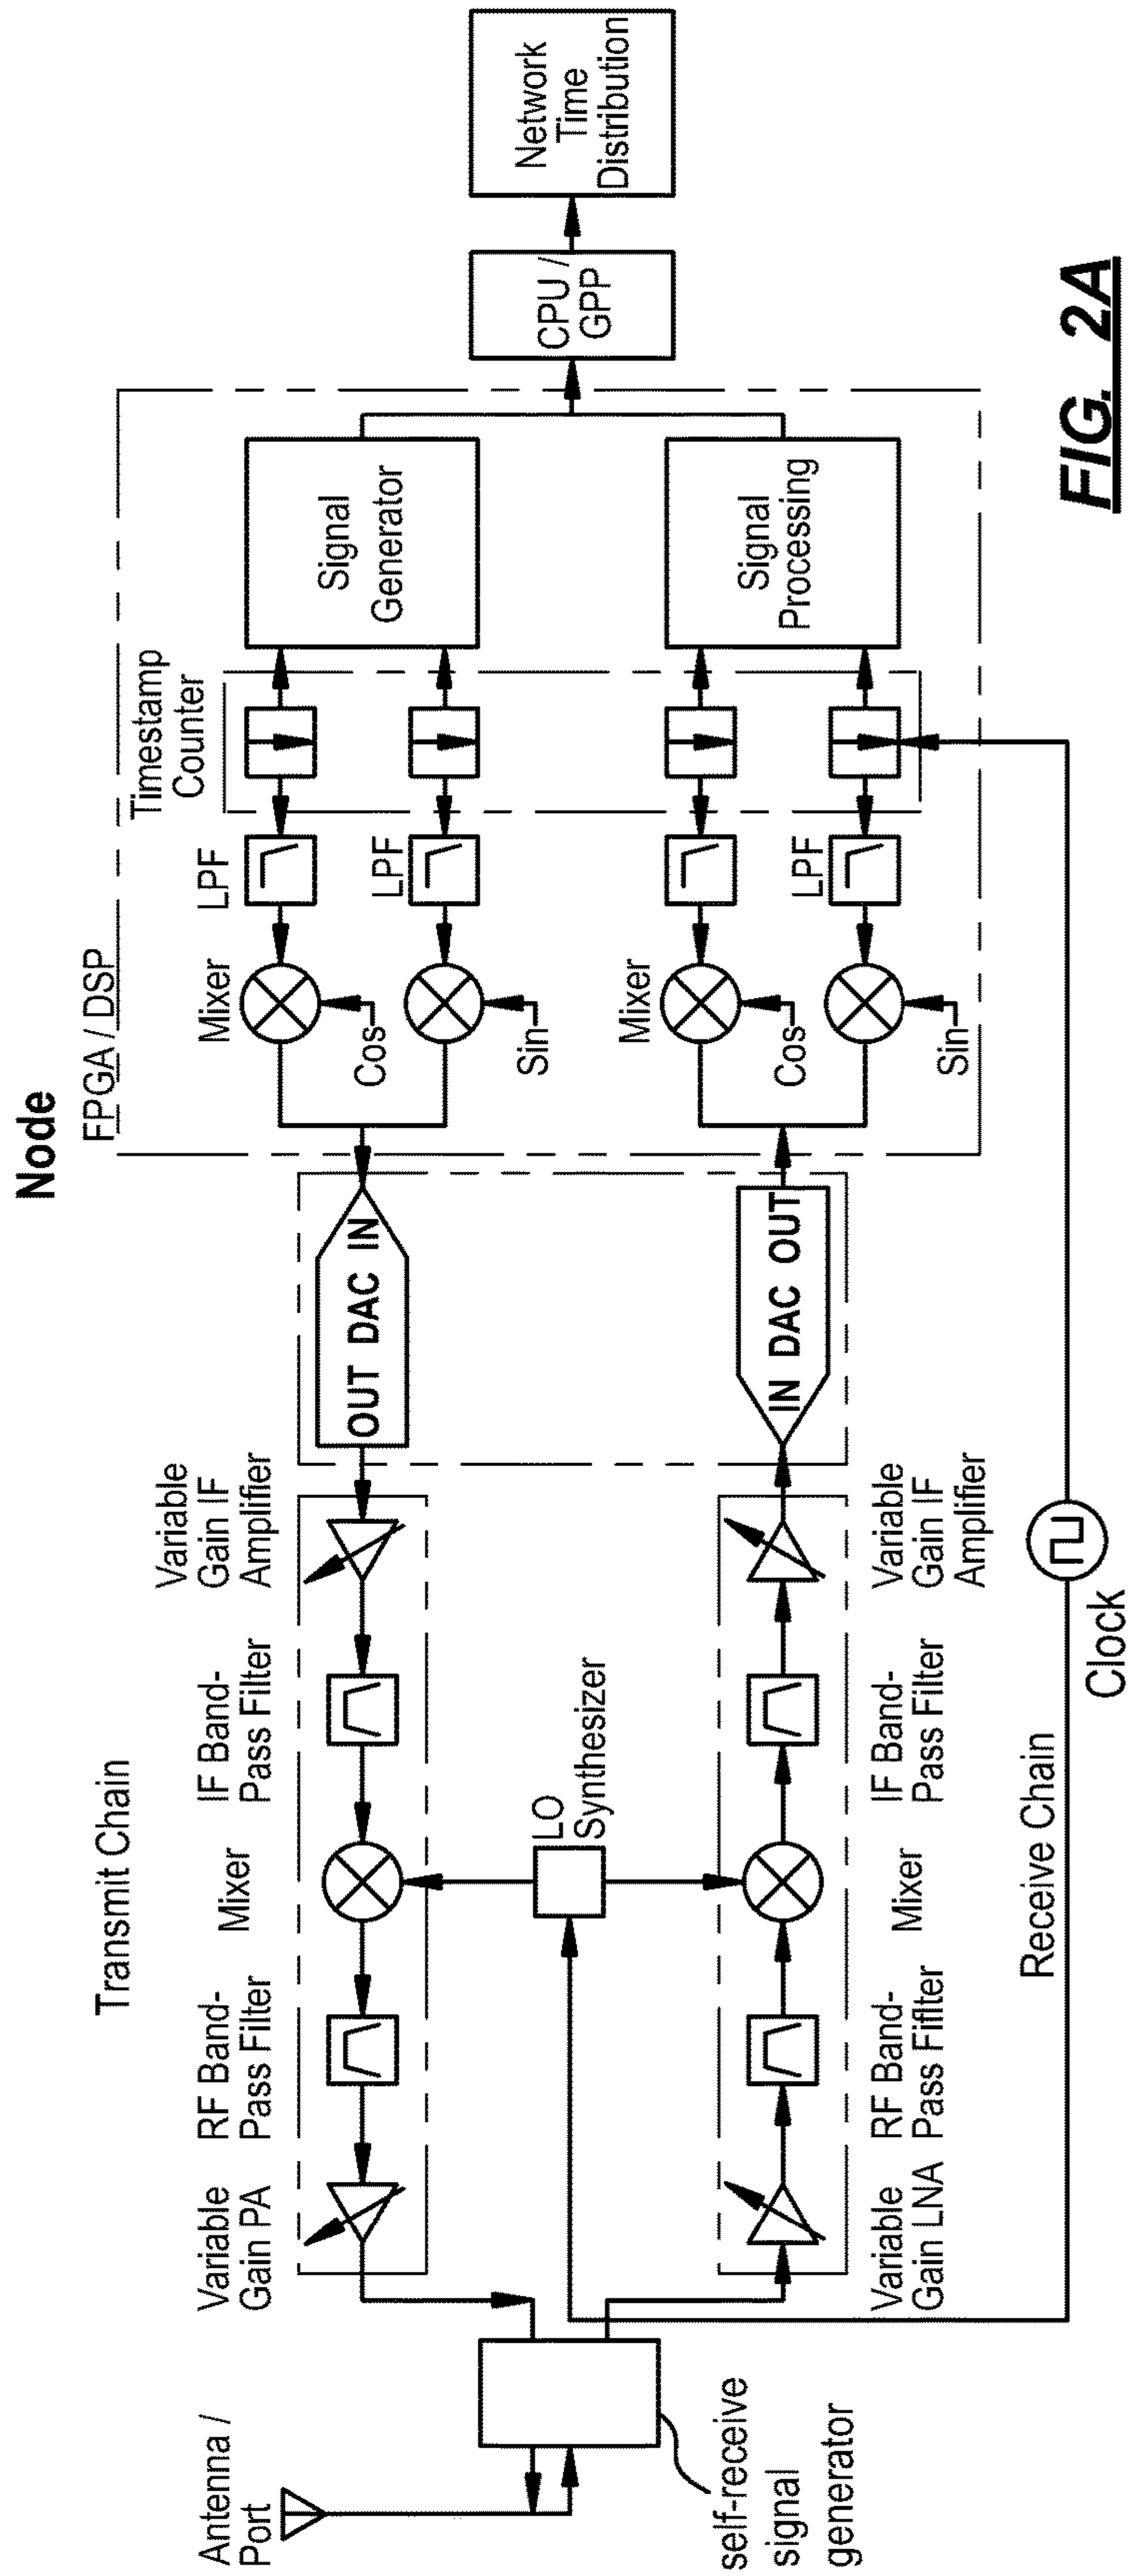 Node
Antenna /
Port
self-receive
signal
generator
Transmit Chain
Variable
Gain PA
RF Band-
Pass Filter
Mixer
IF Band-
Pass Filter
Variable
Gain IF
Amplifier
OUT DAC IN
LO
Synthesizer
Variable
Gain LNA
RF Band-
Pass Fiflter
Mixer
IF Band-
Pass Filter
Variable
Gain IF
Amplifier
IN DAC OUT
Receive Chain
Clock
FPGA / DSP
Mixer
Cos
Sin
LPF
LPF
Timestamp
Counter
Signal
Generator
Mixer
Cos
Sin
LPF
Signal
Processing
CPU /
GPP
Network
Time
Distribution
FIG. 2A